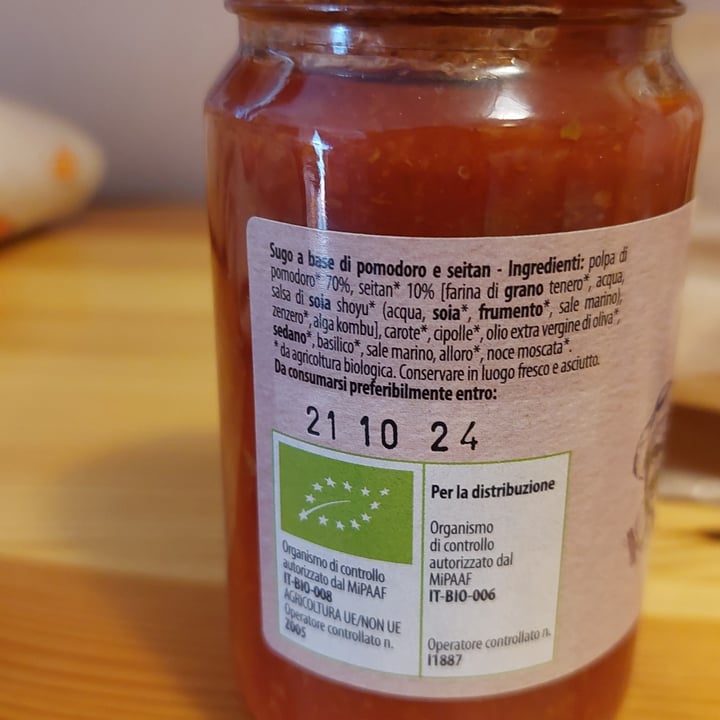 Sugo a base di pomodoro e seitan - Ingredienti: polpa di
pomodoro* 70%, seitan* 10% [farina di grano tenero*, acqua,
salsa di soia shoyu* (acqua, soia*, frumento*, sale marino),
zenzero*, alga kombu], carote*, cipolle*, olio extra vergine di oliva*,
sedano*, basilico*, sale marino, alloro*, noce moscata*.
*da agricoltura biologica. Conservare in luogo fresco e asciutto.
Da consumarsi preferibilmente entro:
21 10 24
Organismo di controllo
autorizzato dal MiPAAF
IT-BIO-008
AGRICOLTURA UE/NON UE
Operatore controllato n.
2005
Per la distribuzione
Organismo
di controllo
autorizzato dal
MiPAAF
IT-BIO-006
Operatore controllato n.
I1887